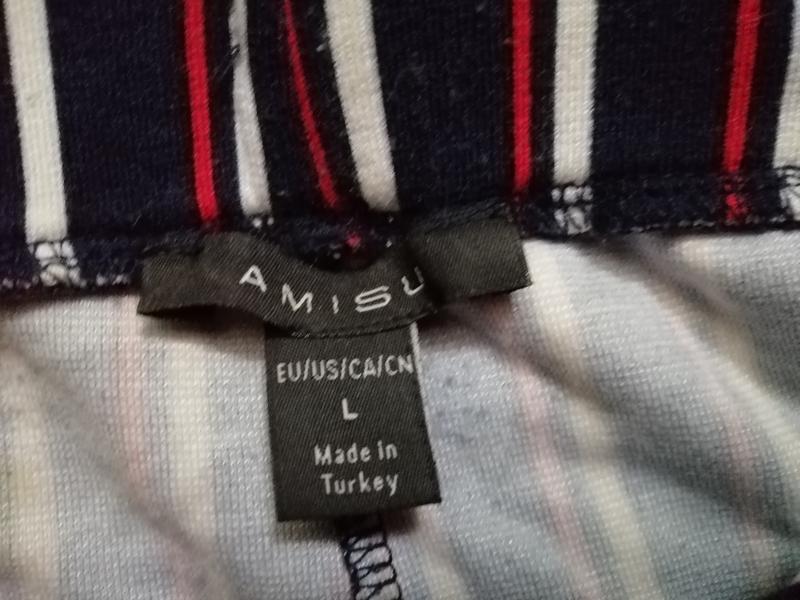 AMISU
EU/US/CA/CN
L
Made in
Turkey